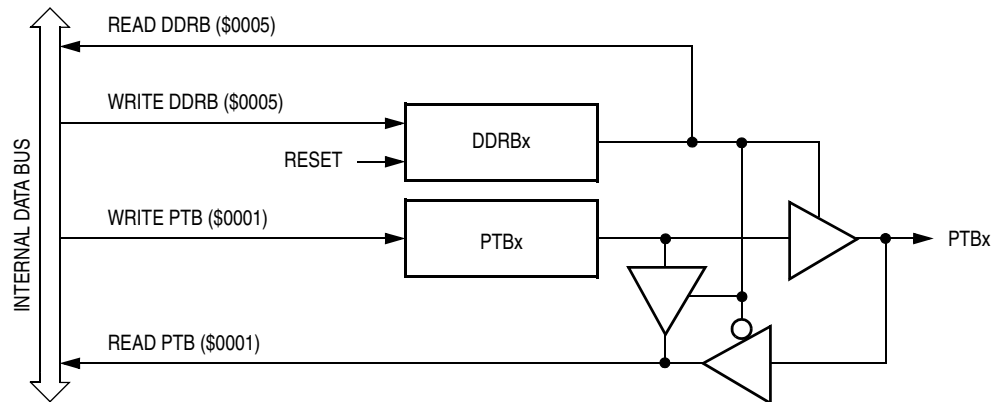 READ DDRB ($0005)
WRITE DDRB ($0005)
DDRBx
RESET
INTERNAL DATA BUS
WRITE PTB ($0001)
PTBx
PTBx
READ PTB ($0001)